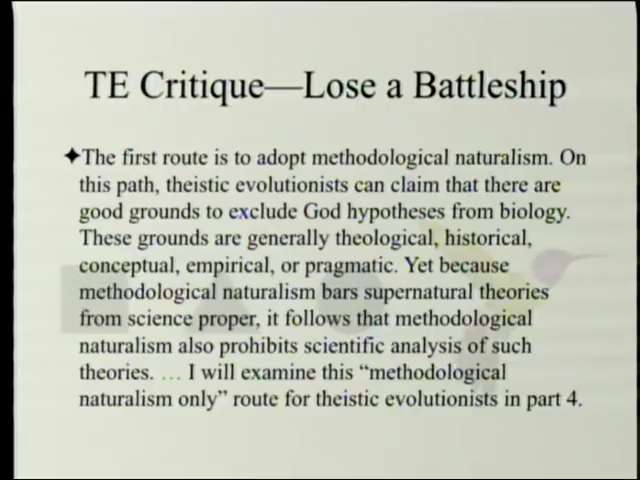 TE Critique—Lose a Battleship
✦The first route is to adopt methodological naturalism. On
this path, theistic evolutionists can claim that there are
good grounds to exclude God hypotheses from biology.
These grounds are generally theological, historical,
conceptual, empirical, or pragmatic. Yet because
methodological naturalism bars supernatural theories
from science proper, it follows that methodological
naturalism also prohibits scientific analysis of such
theories. … I will examine this “methodological
naturalism only” route for theistic evolutionists in part 4.